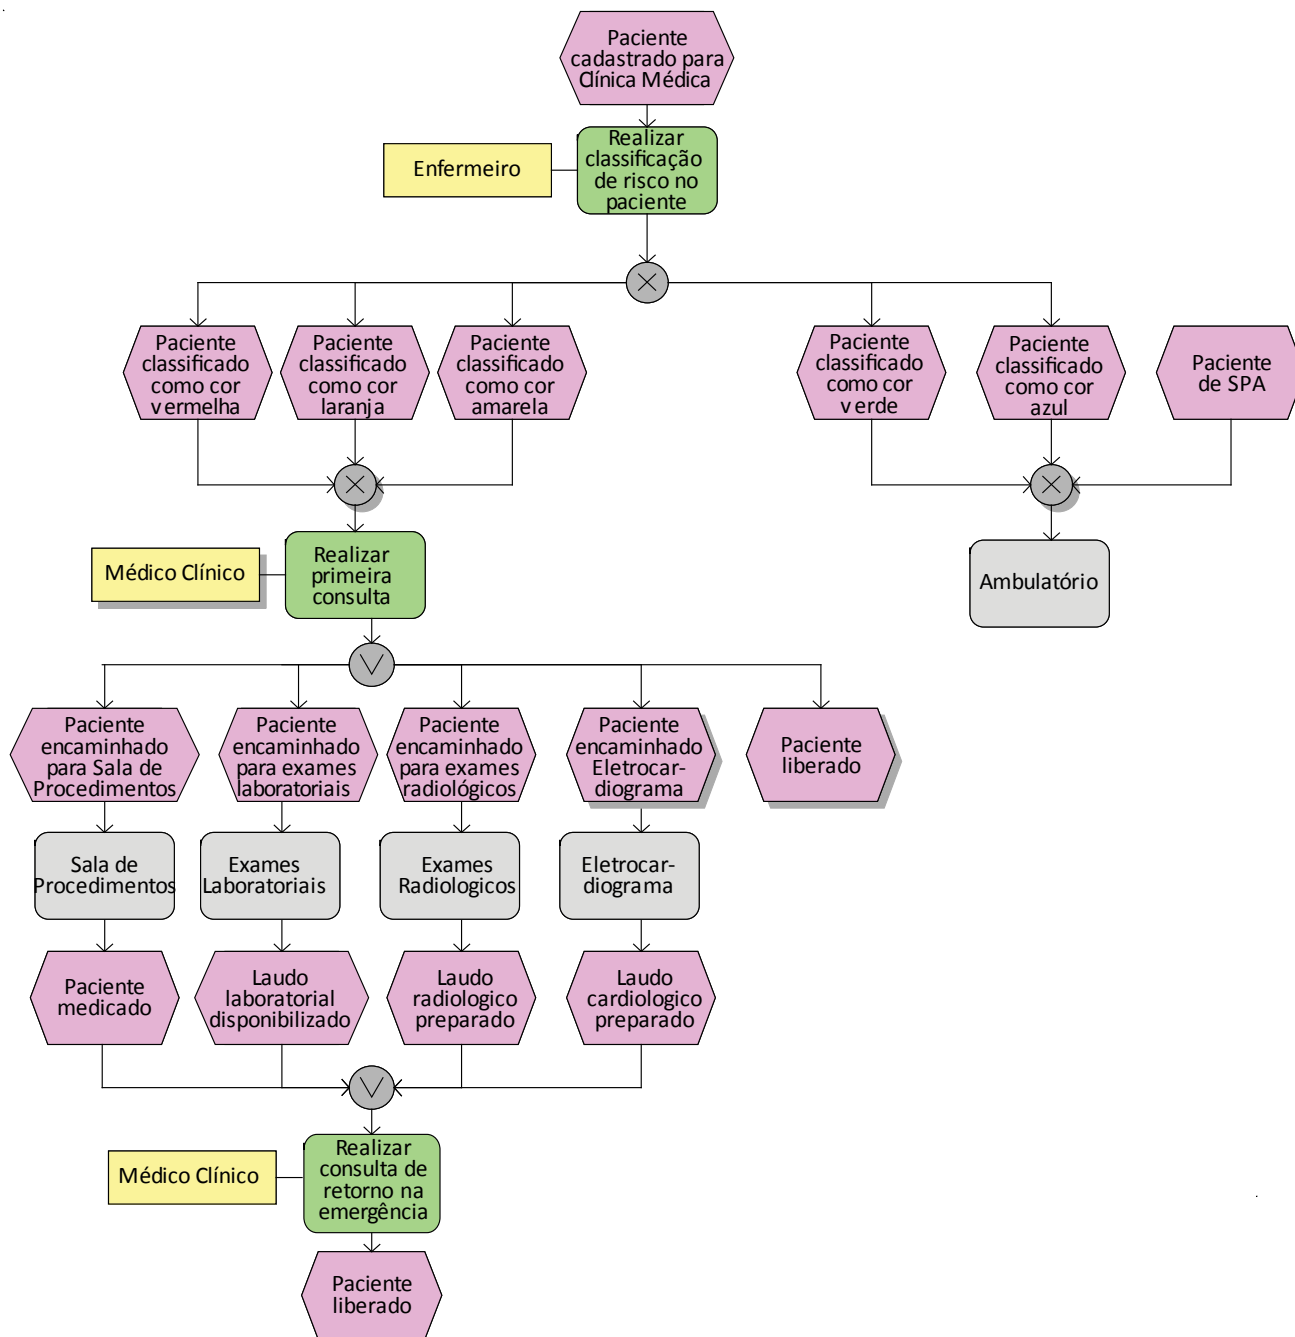 Paciente
cadastrado para
Clínica Médica
Realizar
classificação
de risco no
paciente
Enfermeiro
Paciente
classificado
como cor
vermelha
Paciente
classificado
como cor
laranja
Paciente
classificado
como cor
amarela
Paciente
classificado
como cor
verde
Paciente
classificado
como cor
azul
Paciente
de SPA
Médico Clínico
Realizar
primeira
consulta
Ambulatório
Paciente
encaminhado
para Sala de
Procedimentos
Paciente
encaminhado
para exames
laboratoriais
Paciente
encaminhado
para exames
radiológicos
Paciente
encaminhado
Eletrocar-
diograma
Paciente
liberado
Sala de
Procedimentos
Exames
Laboratoriais
Exames
Radiologicos
Eletrocar-
diograma
Paciente
medicado
Laudo
laboratorial
disponibilizado
Laudo
radiologico
preparado
Laudo
cardiologico
preparado
Médico Clínico
Realizar
consulta de
retorno na
emergência
Paciente
liberado